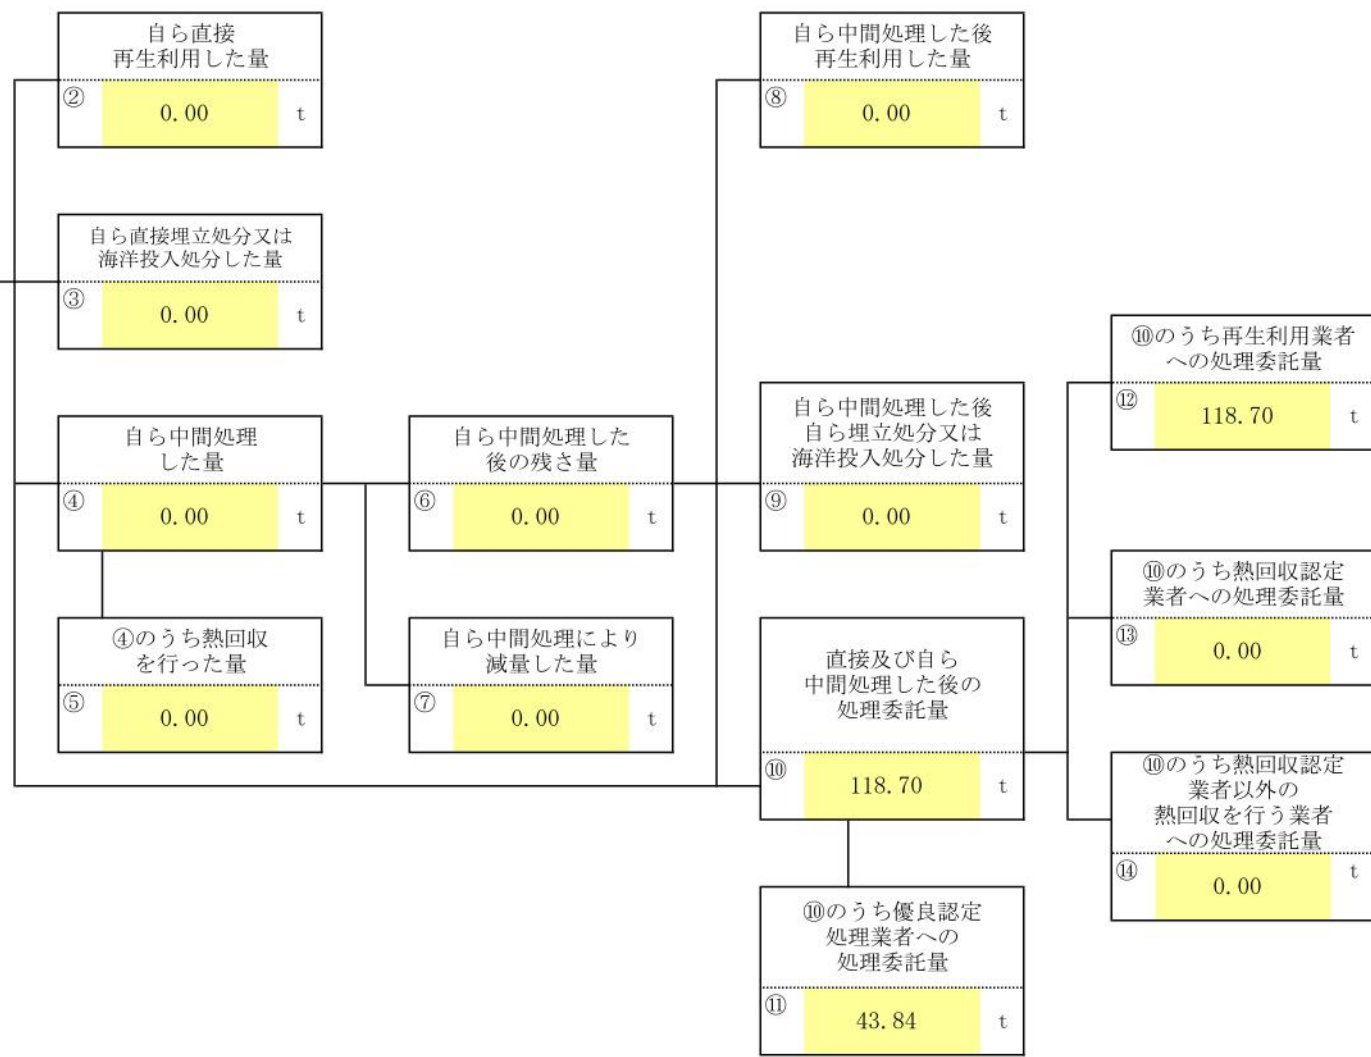 自ら直接
再生利用した量
②
0.00
t
自ら直接埋立処分又は
海洋投入処分した量
③
0.00
t
自ら中間処理
した量
④
0.00
t
④のうち熱回収
を行った量
⑤
0.00
t
自ら中間処理した
後の残さ量
⑥
0.00
t
自ら中間処理により
減量した量
⑦
0.00
t
自ら中間処理した後
再生利用した量
⑧
0.00
t
自ら中間処理した後
自ら埋立処分又は
海洋投入処分した量
⑨
0.00
t
直接及び自ら
中間処理した後の
処理委託量
⑩
118.70
t
⑩のうち優良認定
処理業者への
処理委託量
⑪
43.84
t
⑩のうち再生利用業者
への処理委託量
⑫
118.70
t
⑩のうち熱回収認定
業者への処理委託量
⑬
0.00
t
⑩のうち熱回収認定
業者以外の
熱回収を行う業者
への処理委託量
⑭
0.00
t